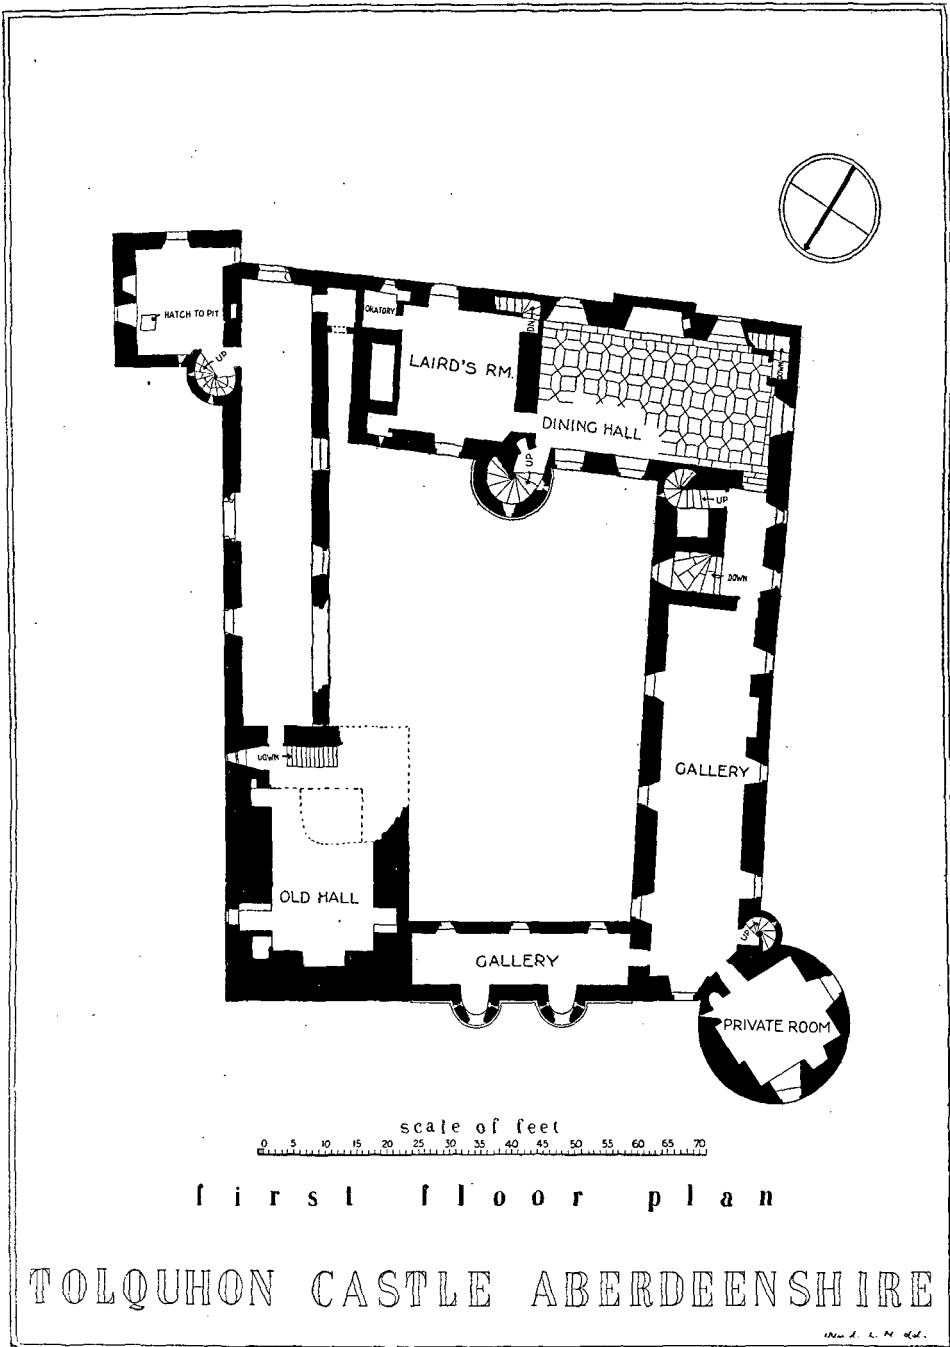 HATCH TO PIT
UP
ORATORY
DN
LAIRD'S RM.
DOWN
DINING HALL
UP
UP
DOWN
DOWN
GALLERY
OLD HALL
UP
GALLERY
PRIVATE ROOM
scale of feet
0 5 10 15 20 25 30 35 40 45 50 55 60 65 70
first floor plan
TOLQUHON CASTLE ABERDEENSHIRE